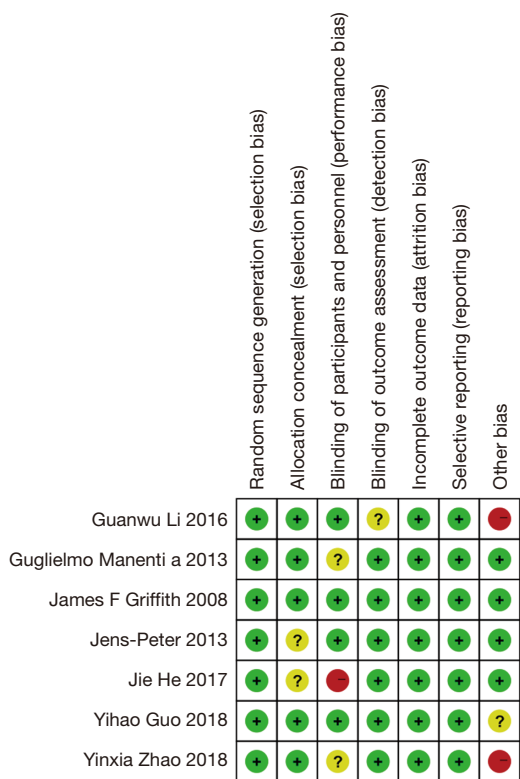 Random sequence generation (selection bias)
Allocation concealment (selection bias)
Blinding of participants and personnel (performance bias)
Blinding of outcome assessment (detection bias)
Incomplete outcome data (attrition bias)
Selective reporting (reporting bias)
Other bias
Guanwu Li 2016 + + + ? + + −
Guglielmo Manenti a 2013 + + ? + + + +
James F Griffith 2008 + + + + + + +
Jens-Peter 2013 + ? + + + + +
Jie He 2017 + ? − + + + +
Yihao Guo 2018 + + + + + + ?
Yinxia Zhao 2018 + + ? + + + −